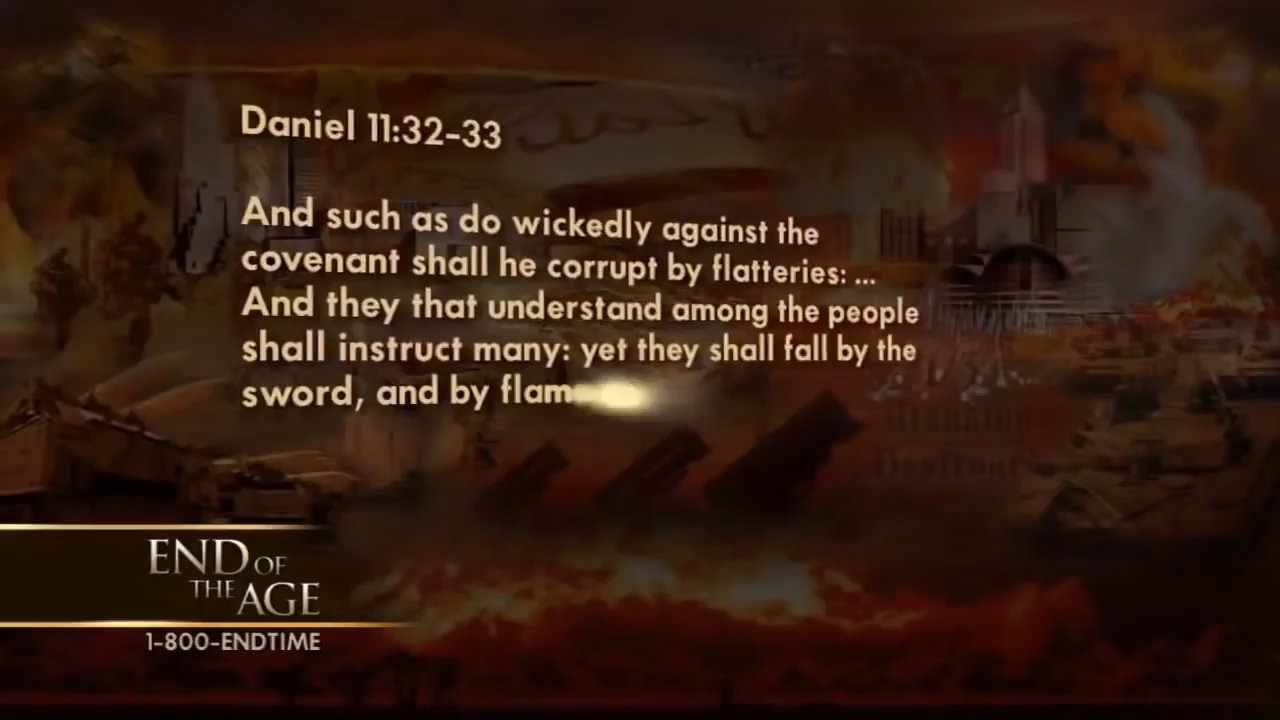 Daniel 11:32-33
And such as do wickedly against the
covenant shall he corrupt by flatteries: ...
And they that understand among the people
shall instruct many: yet they shall fall by the
sword, and by flam
END OF
THE AGE
1-800-ENDTIME